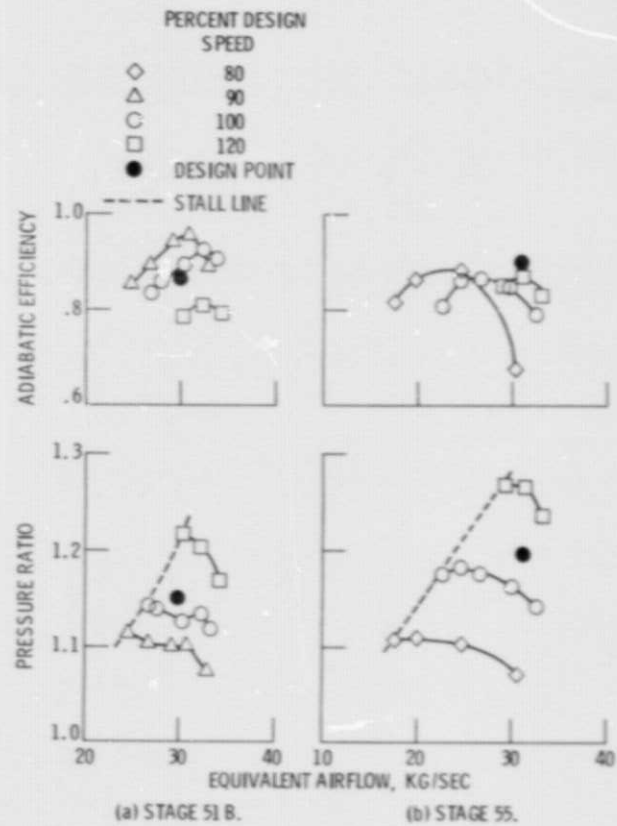 PERCENT DESIGN
SPEED
80
90
100
120
DESIGN POINT
STALL LINE
ADIABATIC EFFICIENCY
1.0
.8
.6
PRESSURE RATIO
1.3
1.2
1.1
1.0
20 30 40 10 20 30 40
EQUIVALENT AIRFLOW, KG/SEC
(a) STAGE 51 B. (b) STAGE 55.